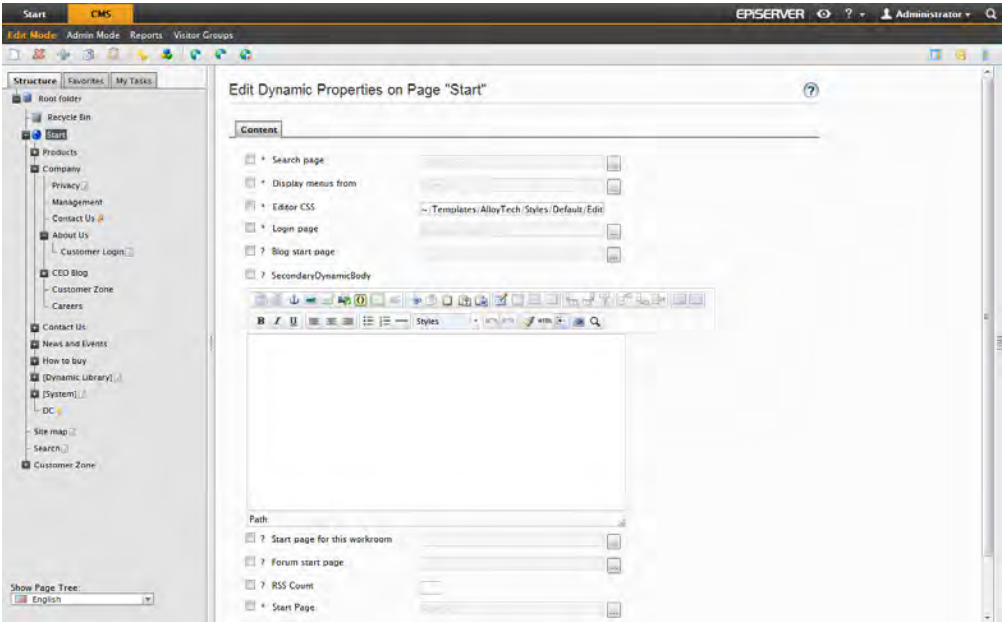 Start CMS EPiSERVER ? Administrator
Edit Mode Admin Mode Reports Visitor Groups
Structure Favorites My Tasks
Root folder
Recycle Bin
Start
Products
Company
Privacy
Management
Contact Us
About Us
Customer Login
CEO Blog
Customer Zone
Careers
Contact Us
News and Events
How to buy
[Dynamic Library]
[System]
DC
Site map
Search
Customer Zone
Show Page Tree:
English
Edit Dynamic Properties on Page "Start" ?
Content
* Search page ...
* Display menus from ...
* Editor CSS ~/Templates/AlloyTech/Styles/Default/Edit
* Login page ...
? Blog start page ...
? SecondaryDynamicBody
B I U Styles HTML
Path:
? Start page for this workroom ...
? Forum start page ...
? RSS Count
* Start Page ...